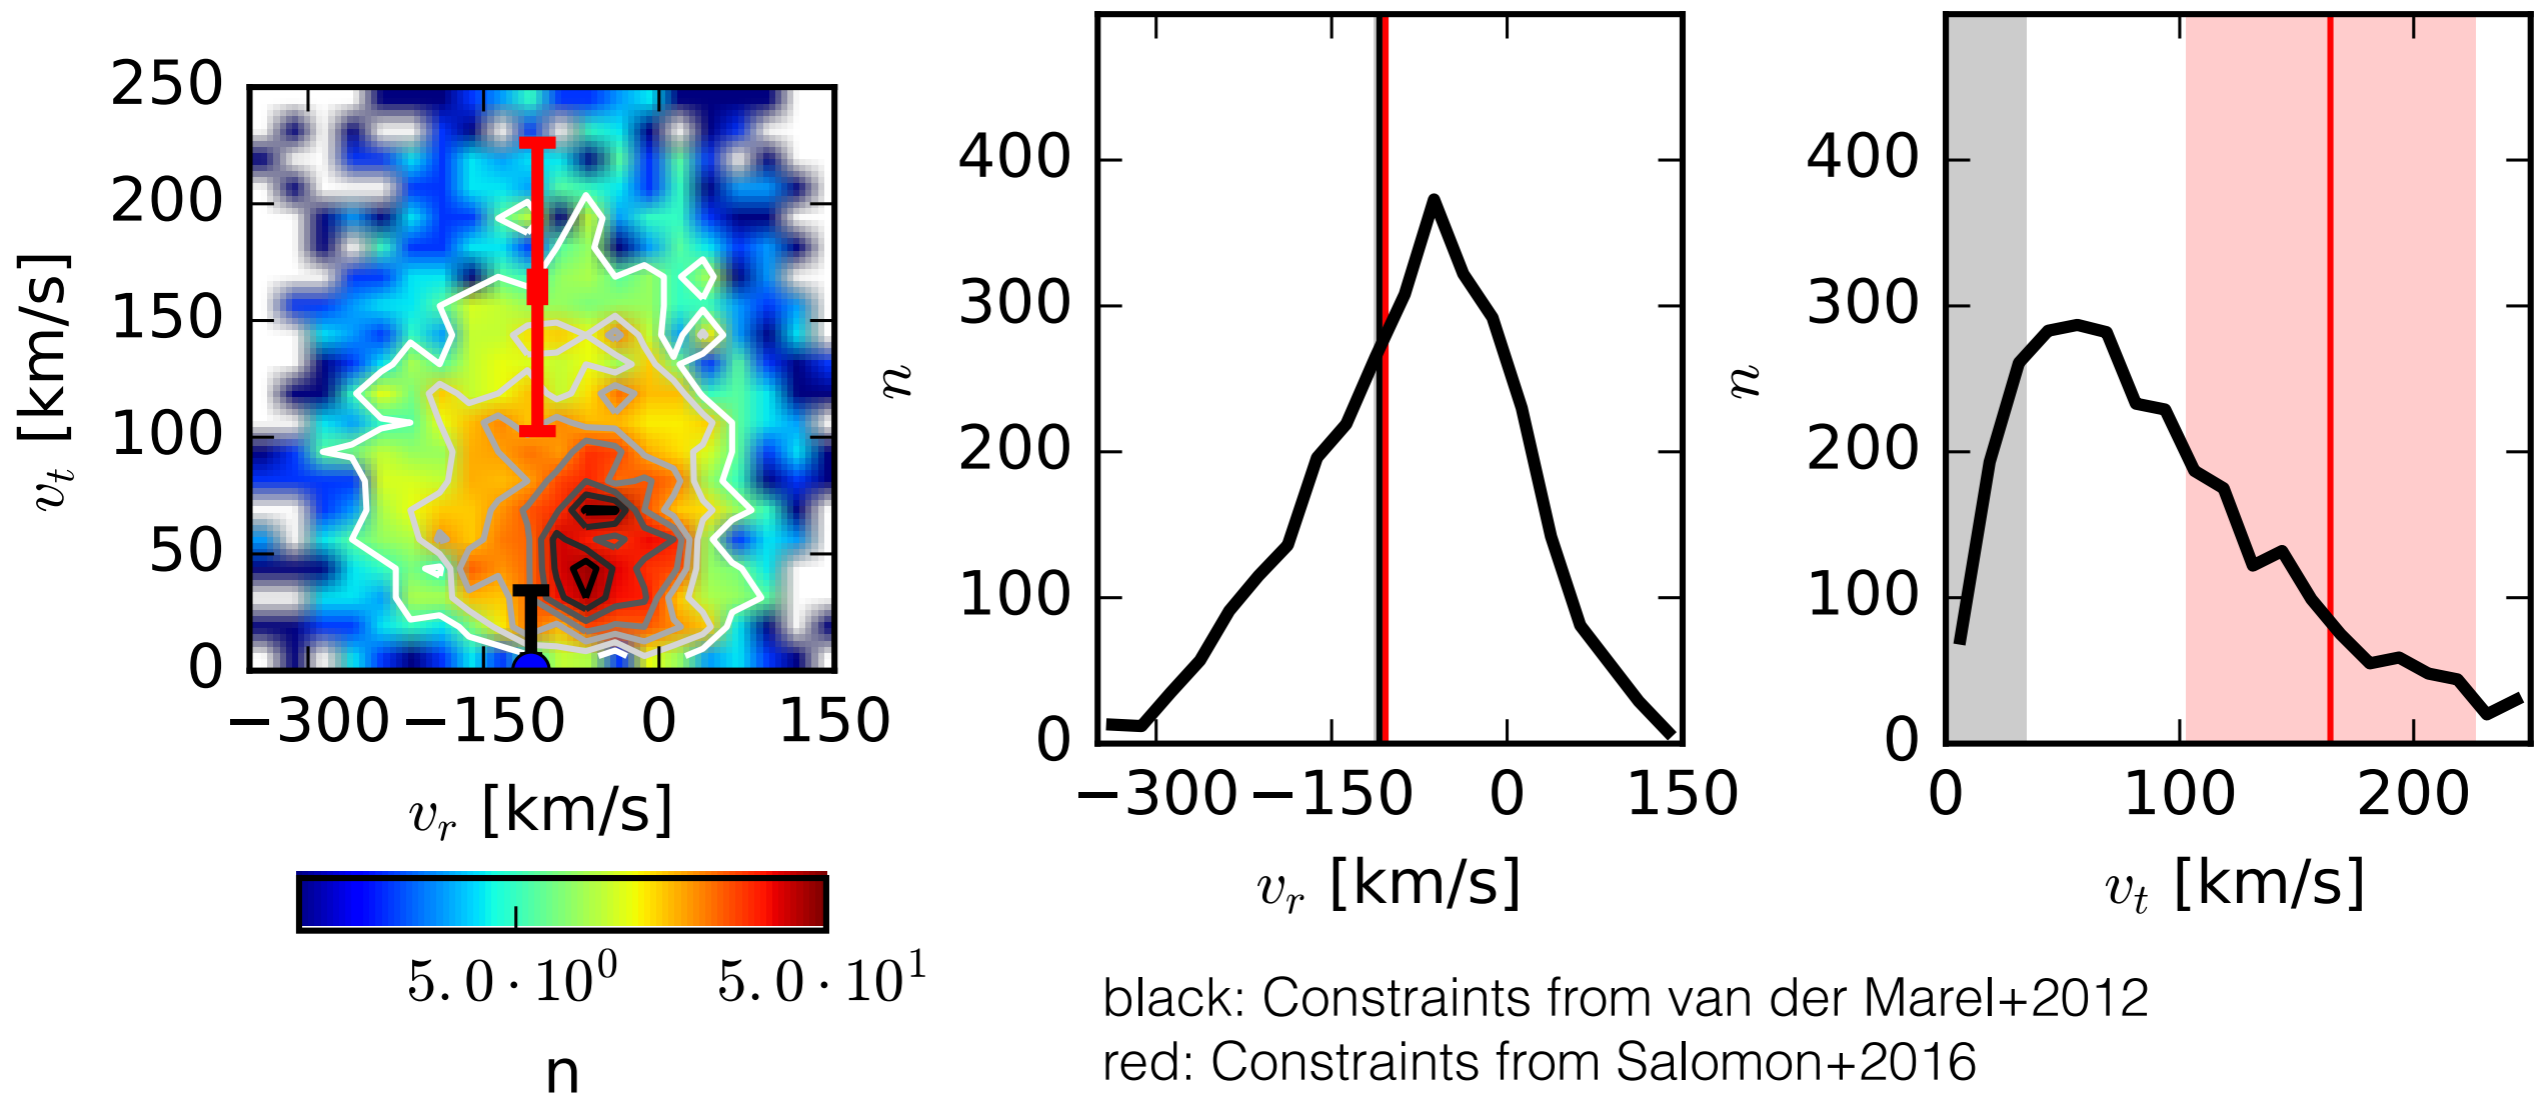 250
200
150
100
50
0
v_t [km/s]
−300 −150 0 150
v_r [km/s]
5.0·10^0 5.0·10^1
n
400
300
200
100
0
n
−300 −150 0 150
v_r [km/s]
400
300
200
100
0
n
0 100 200
v_t [km/s]
black: Constraints from van der Marel+2012
red: Constraints from Salomon+2016